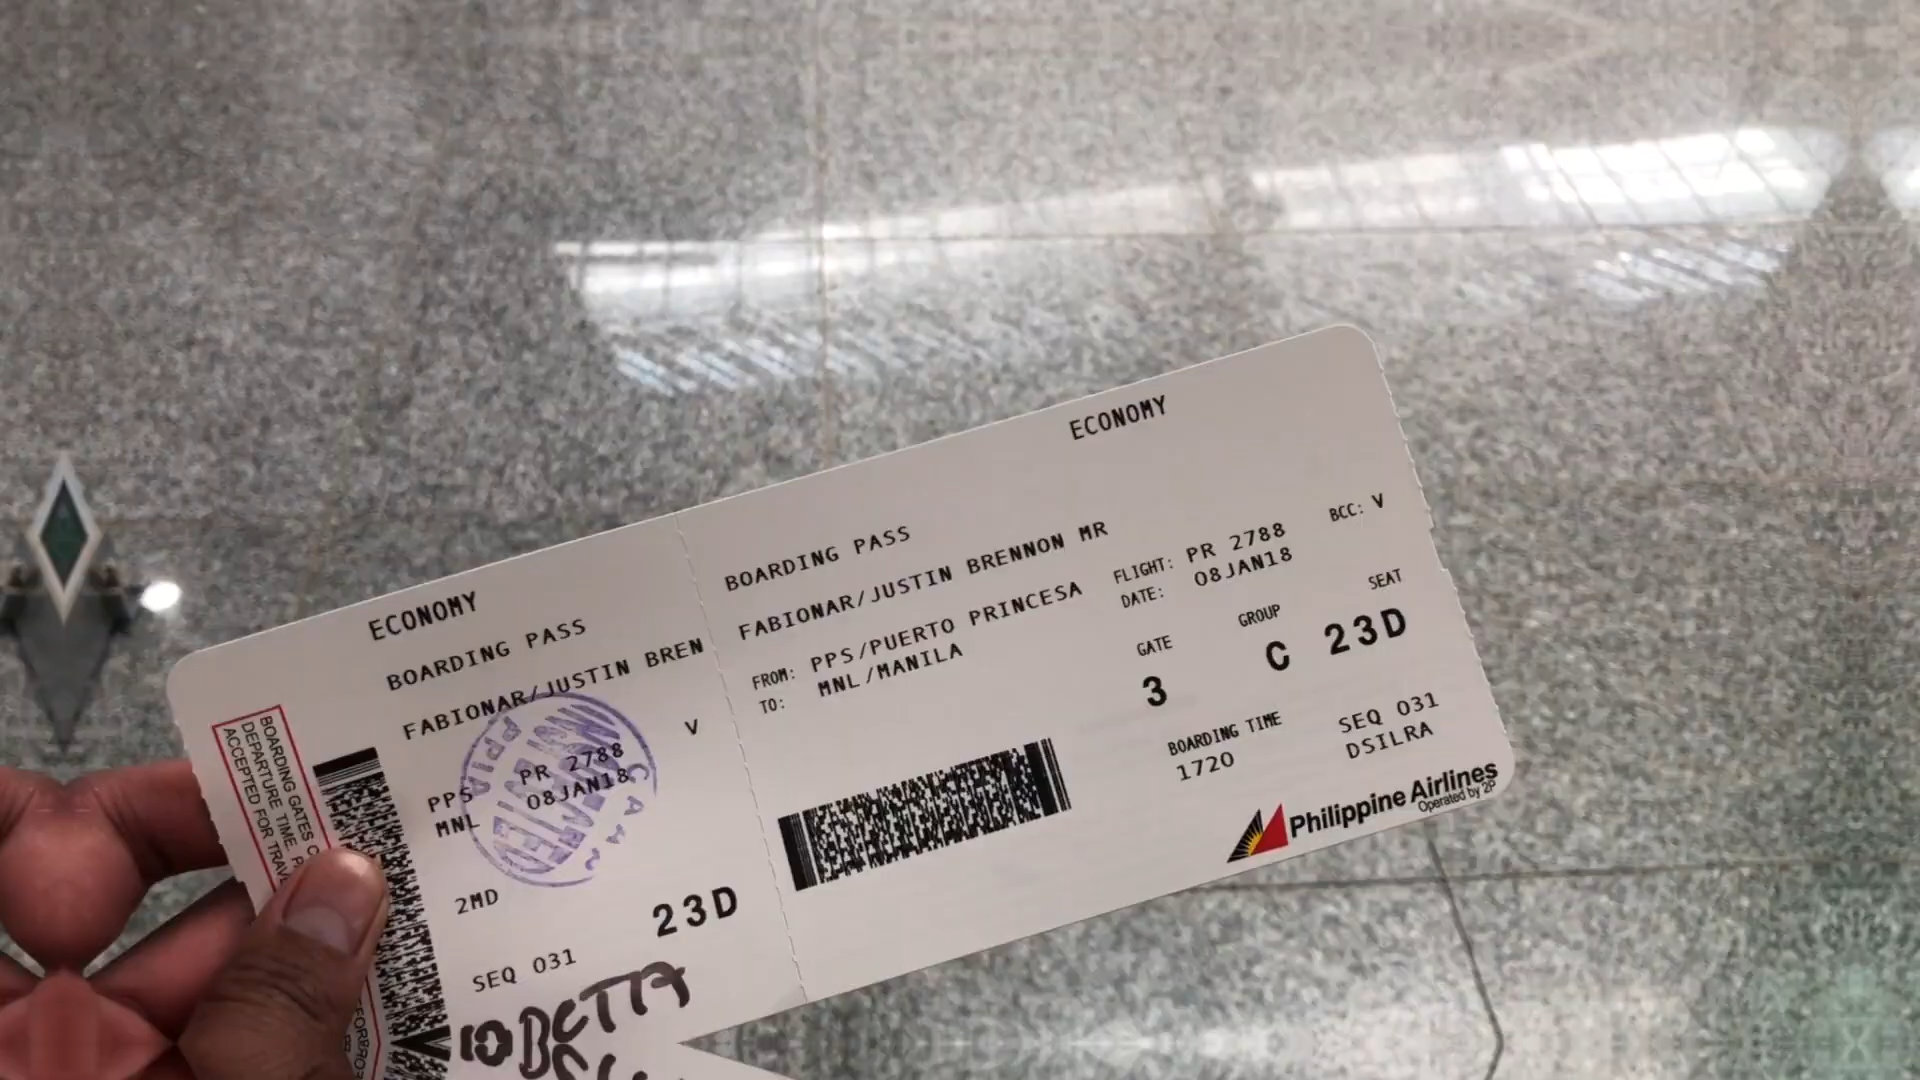 ECONOMY
BOARDING PASS
FABIONAR/JUSTIN BREN
V
PPS PR 2788
MNL 08JAN18
2MD
23D
SEQ 031
BOARDING GATES
DEPARTURE TIME.
ACCEPTED FOR
PPIA
CAAP
ECONOMY
BOARDING PASS
FABIONAR/JUSTIN BRENNON MR
FROM: PPS/PUERTO PRINCESA
TO: MNL/MANILA
FLIGHT: PR 2788
DATE: 08JAN18
BCC: V
GATE GROUP SEAT
3 C 23D
BOARDING TIME
1720
SEQ 031
DSILRA
Philippine Airlines
Operated by 2P